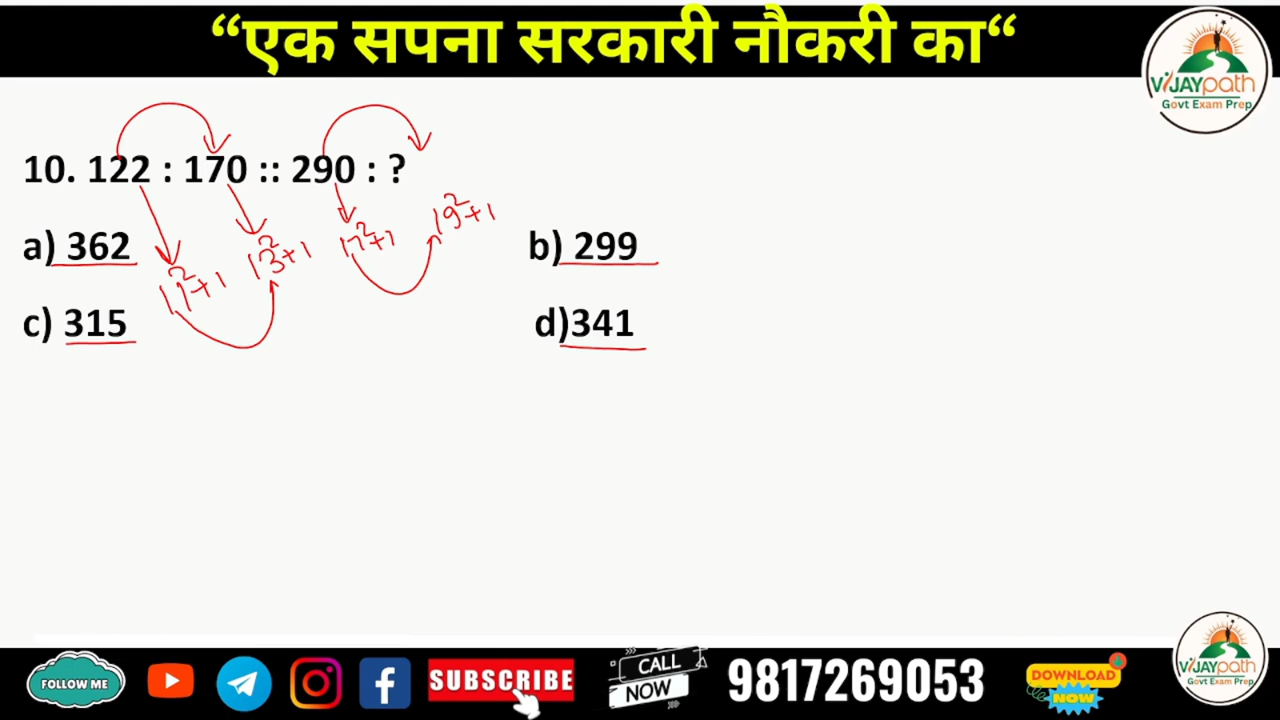 “एक सपना सरकारी नौकरी का“
ViJAYpath
Govt Exam Prep
10. 122 : 170 :: 290 : ?
11²+1 13²+1 17²+1 19²+1
a) 362 b) 299
c) 315 d)341
FOLLOW ME
SUBSCRIBE
CALL NOW
9817269053
DOWNLOAD NOW
ViJAYpath
Govt Exam Prep